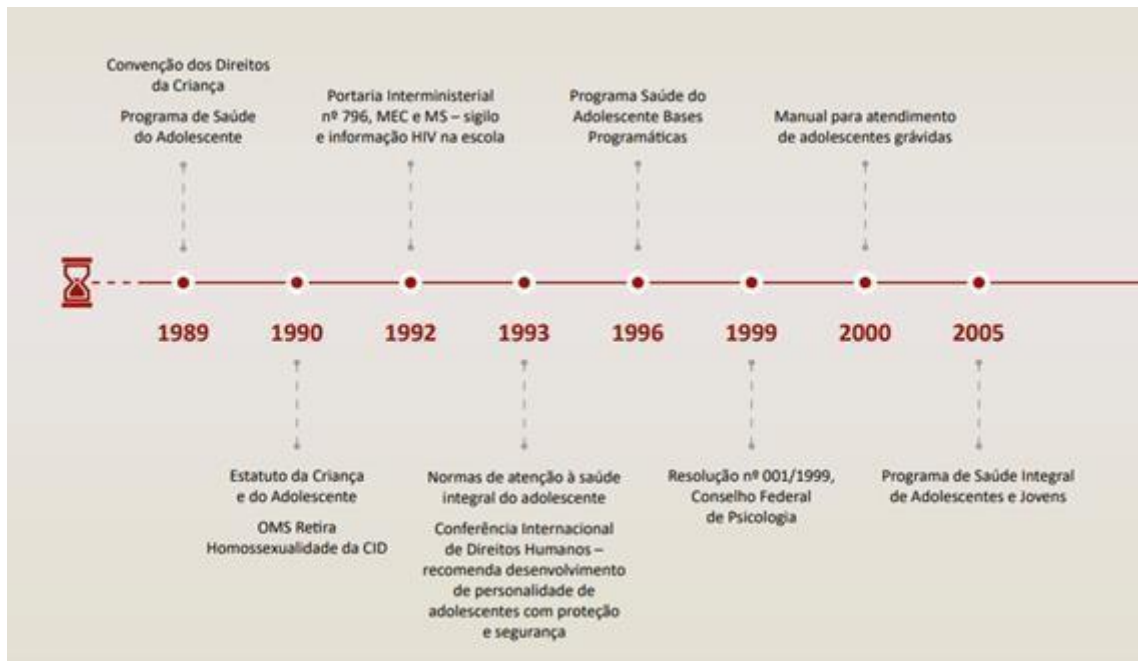 Convenção dos Direitos
da Criança
Programa de Saúde
do Adolescente
Portaria Interministerial
nº 796, MEC e MS – sigilo
e informação HIV na escola
Programa Saúde do
Adolescente Bases
Programáticas
Manual para atendimento
de adolescentes grávidas
1989
1990
1992
1993
1996
1999
2000
2005
Estatuto da Criança
e do Adolescente
OMS Retira
Homossexualidade da CID
Normas de atenção à saúde
integral do adolescente
Conferência Internacional
de Direitos Humanos –
recomenda desenvolvimento
de personalidade de
adolescentes com proteção
e segurança
Resolução nº 001/1999,
Conselho Federal
de Psicologia
Programa de Saúde Integral
de Adolescentes e Jovens